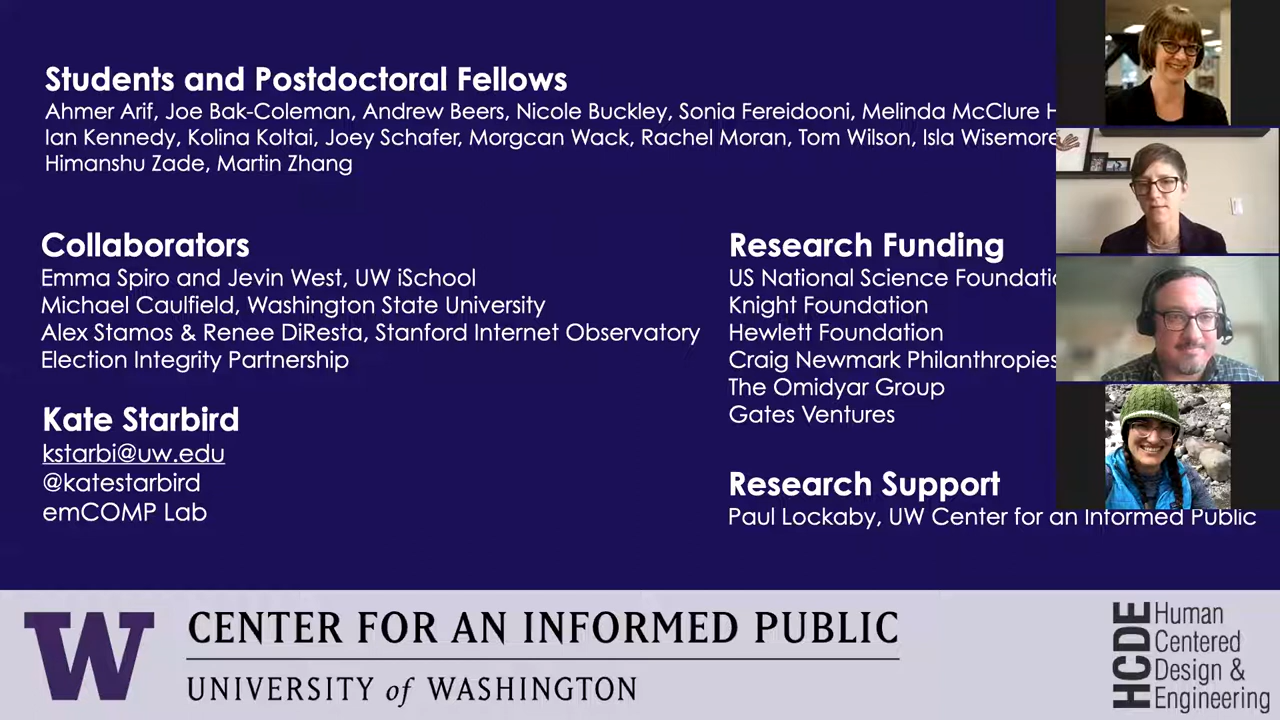 Students and Postdoctoral Fellows
Ahmer Arif, Joe Bak-Coleman, Andrew Beers, Nicole Buckley, Sonia Fereidooni, Melinda McClure H
Ian Kennedy, Kolina Koltai, Joey Schafer, Morgcan Wack, Rachel Moran, Tom Wilson, Isla Wisemore
Himanshu Zade, Martin Zhang
Collaborators
Emma Spiro and Jevin West, UW iSchool
Michael Caulfield, Washington State University
Alex Stamos & Renee DiResta, Stanford Internet Observatory
Election Integrity Partnership
Kate Starbird
kstarbi@uw.edu
@katestarbird
emCOMP Lab
Research Funding
US National Science Foundatio
Knight Foundation
Hewlett Foundation
Craig Newmark Philanthropies
The Omidyar Group
Gates Ventures
Research Support
Paul Lockaby, UW Center for an Informed Public
W
CENTER FOR AN INFORMED PUBLIC
UNIVERSITY of WASHINGTON
HCDE
Human
Centered
Design &
Engineering